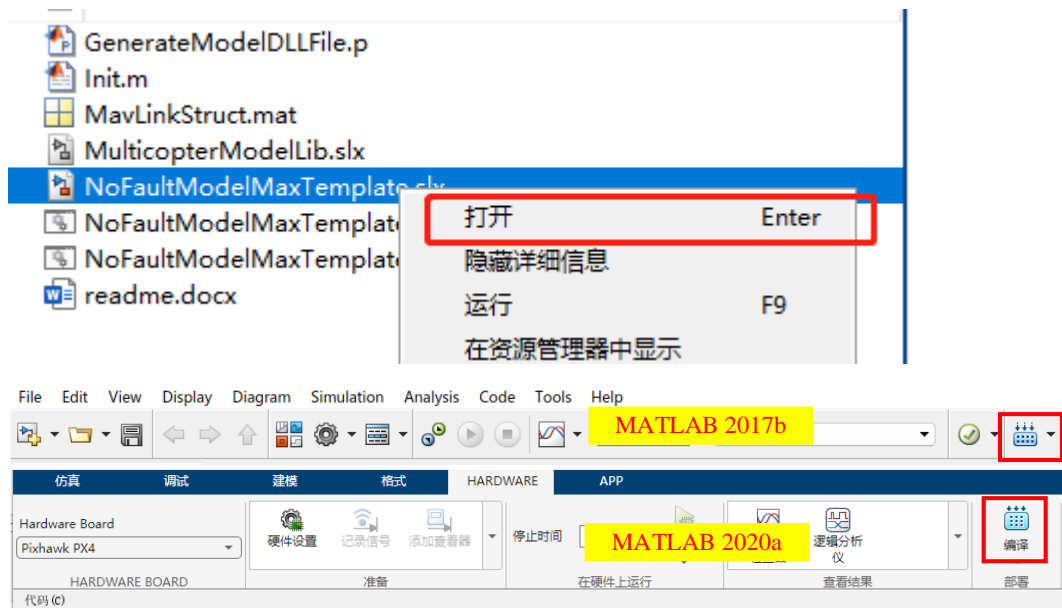 GenerateModelDLLFile.p
Init.m
MavLinkStruct.mat
MulticopterModelLib.slx
NoFaultModelMaxTemplate.slx
打开 Enter
NoFaultModelMaxTemplat
隐藏详细信息
NoFaultModelMaxTemplat
readme.docx
运行 F9
在资源管理器中显示
File Edit View Display Diagram Simulation Analysis Code Tools Help
MATLAB 2017b
仿真 调试 建模 格式 HARDWARE APP
Hardware Board
Pixhawk PX4
硬件设置 记录信号 添加查看器 停止时间 MATLAB 2020a 逻辑分析仪 编译
HARDWARE BOARD 准备 在硬件上运行 查看结果 部署
代码(C)